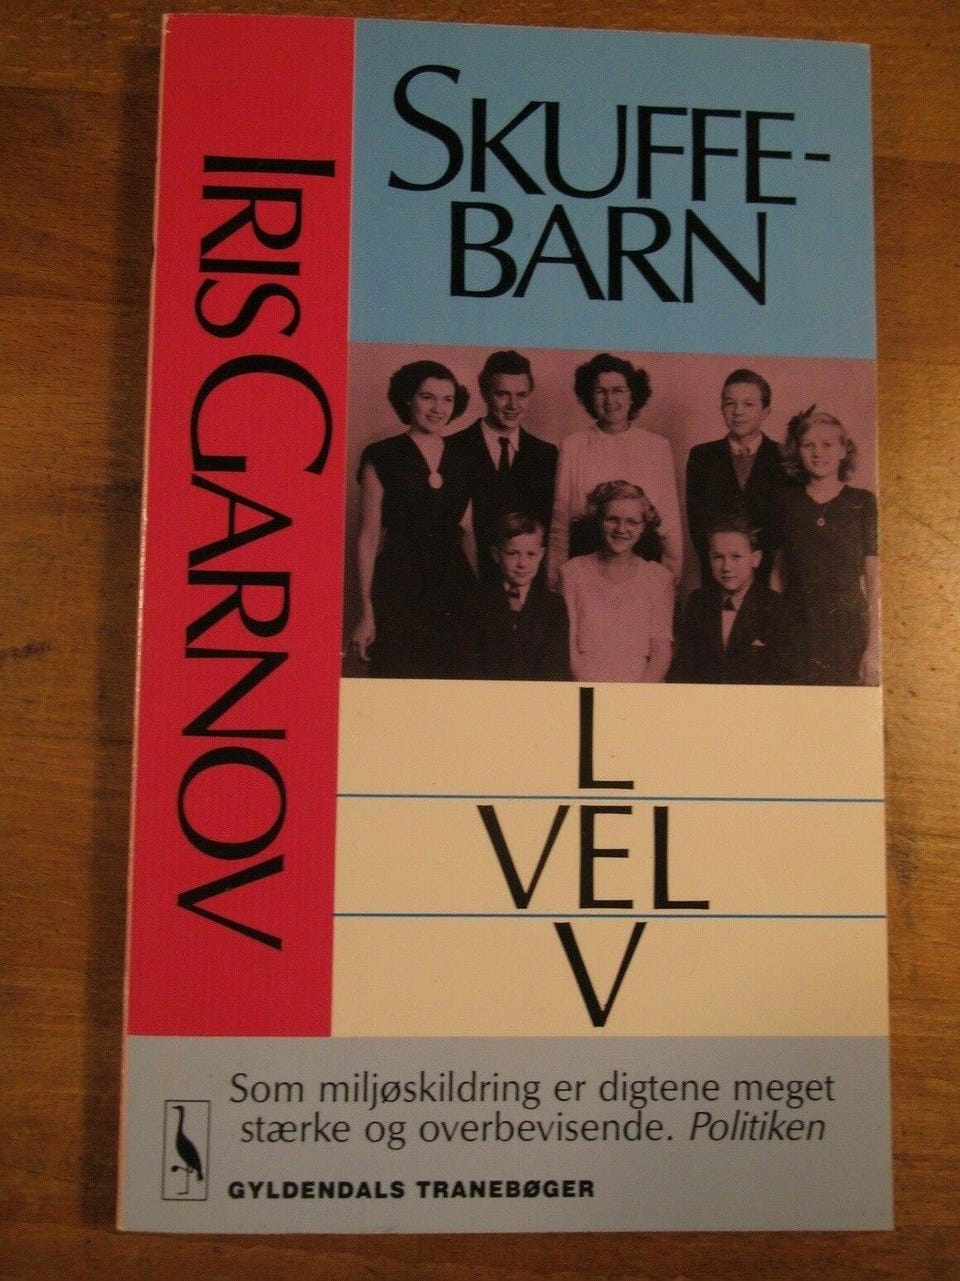 IRIS GARNOV
SKUFFE-
BARN
L
VEL
V
Som miljøskildring er digtene meget
stærke og overbevisende. Politiken
GYLDENDALS TRANEBØGER